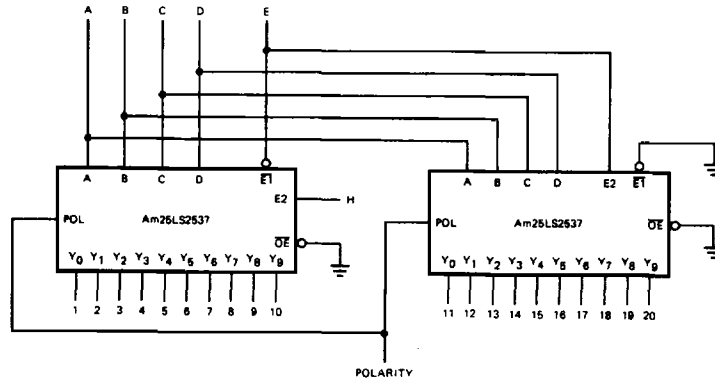 A B C D E
A B C D E1
E2 H
POL Am25LS2537
OE
Y0 Y1 Y2 Y3 Y4 Y5 Y6 Y7 Y8 Y9
1 2 3 4 5 6 7 8 9 10
A B C D E2 E1
POL Am25LS2537 OE
Y0 Y1 Y2 Y3 Y4 Y5 Y6 Y7 Y8 Y9
11 12 13 14 15 16 17 18 19 20
POLARITY